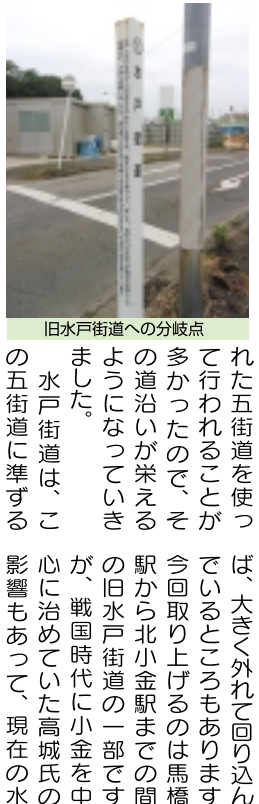 旧水戸街道への分岐点
れた五街道を使っ
て行われることが
多かったので、そ
の道沿いが栄える
ようになっていき
ました。
　水戸街道は、こ
の五街道に準ずる
ば、大きく外れて回り込ん
でいるところもあります
今回取り上げるのは馬橋
駅から北小金駅までの間
の旧水戸街道の一部です
が、戦国時代に小金を中
心に治めていた高城氏の
影響もあって、現在の水